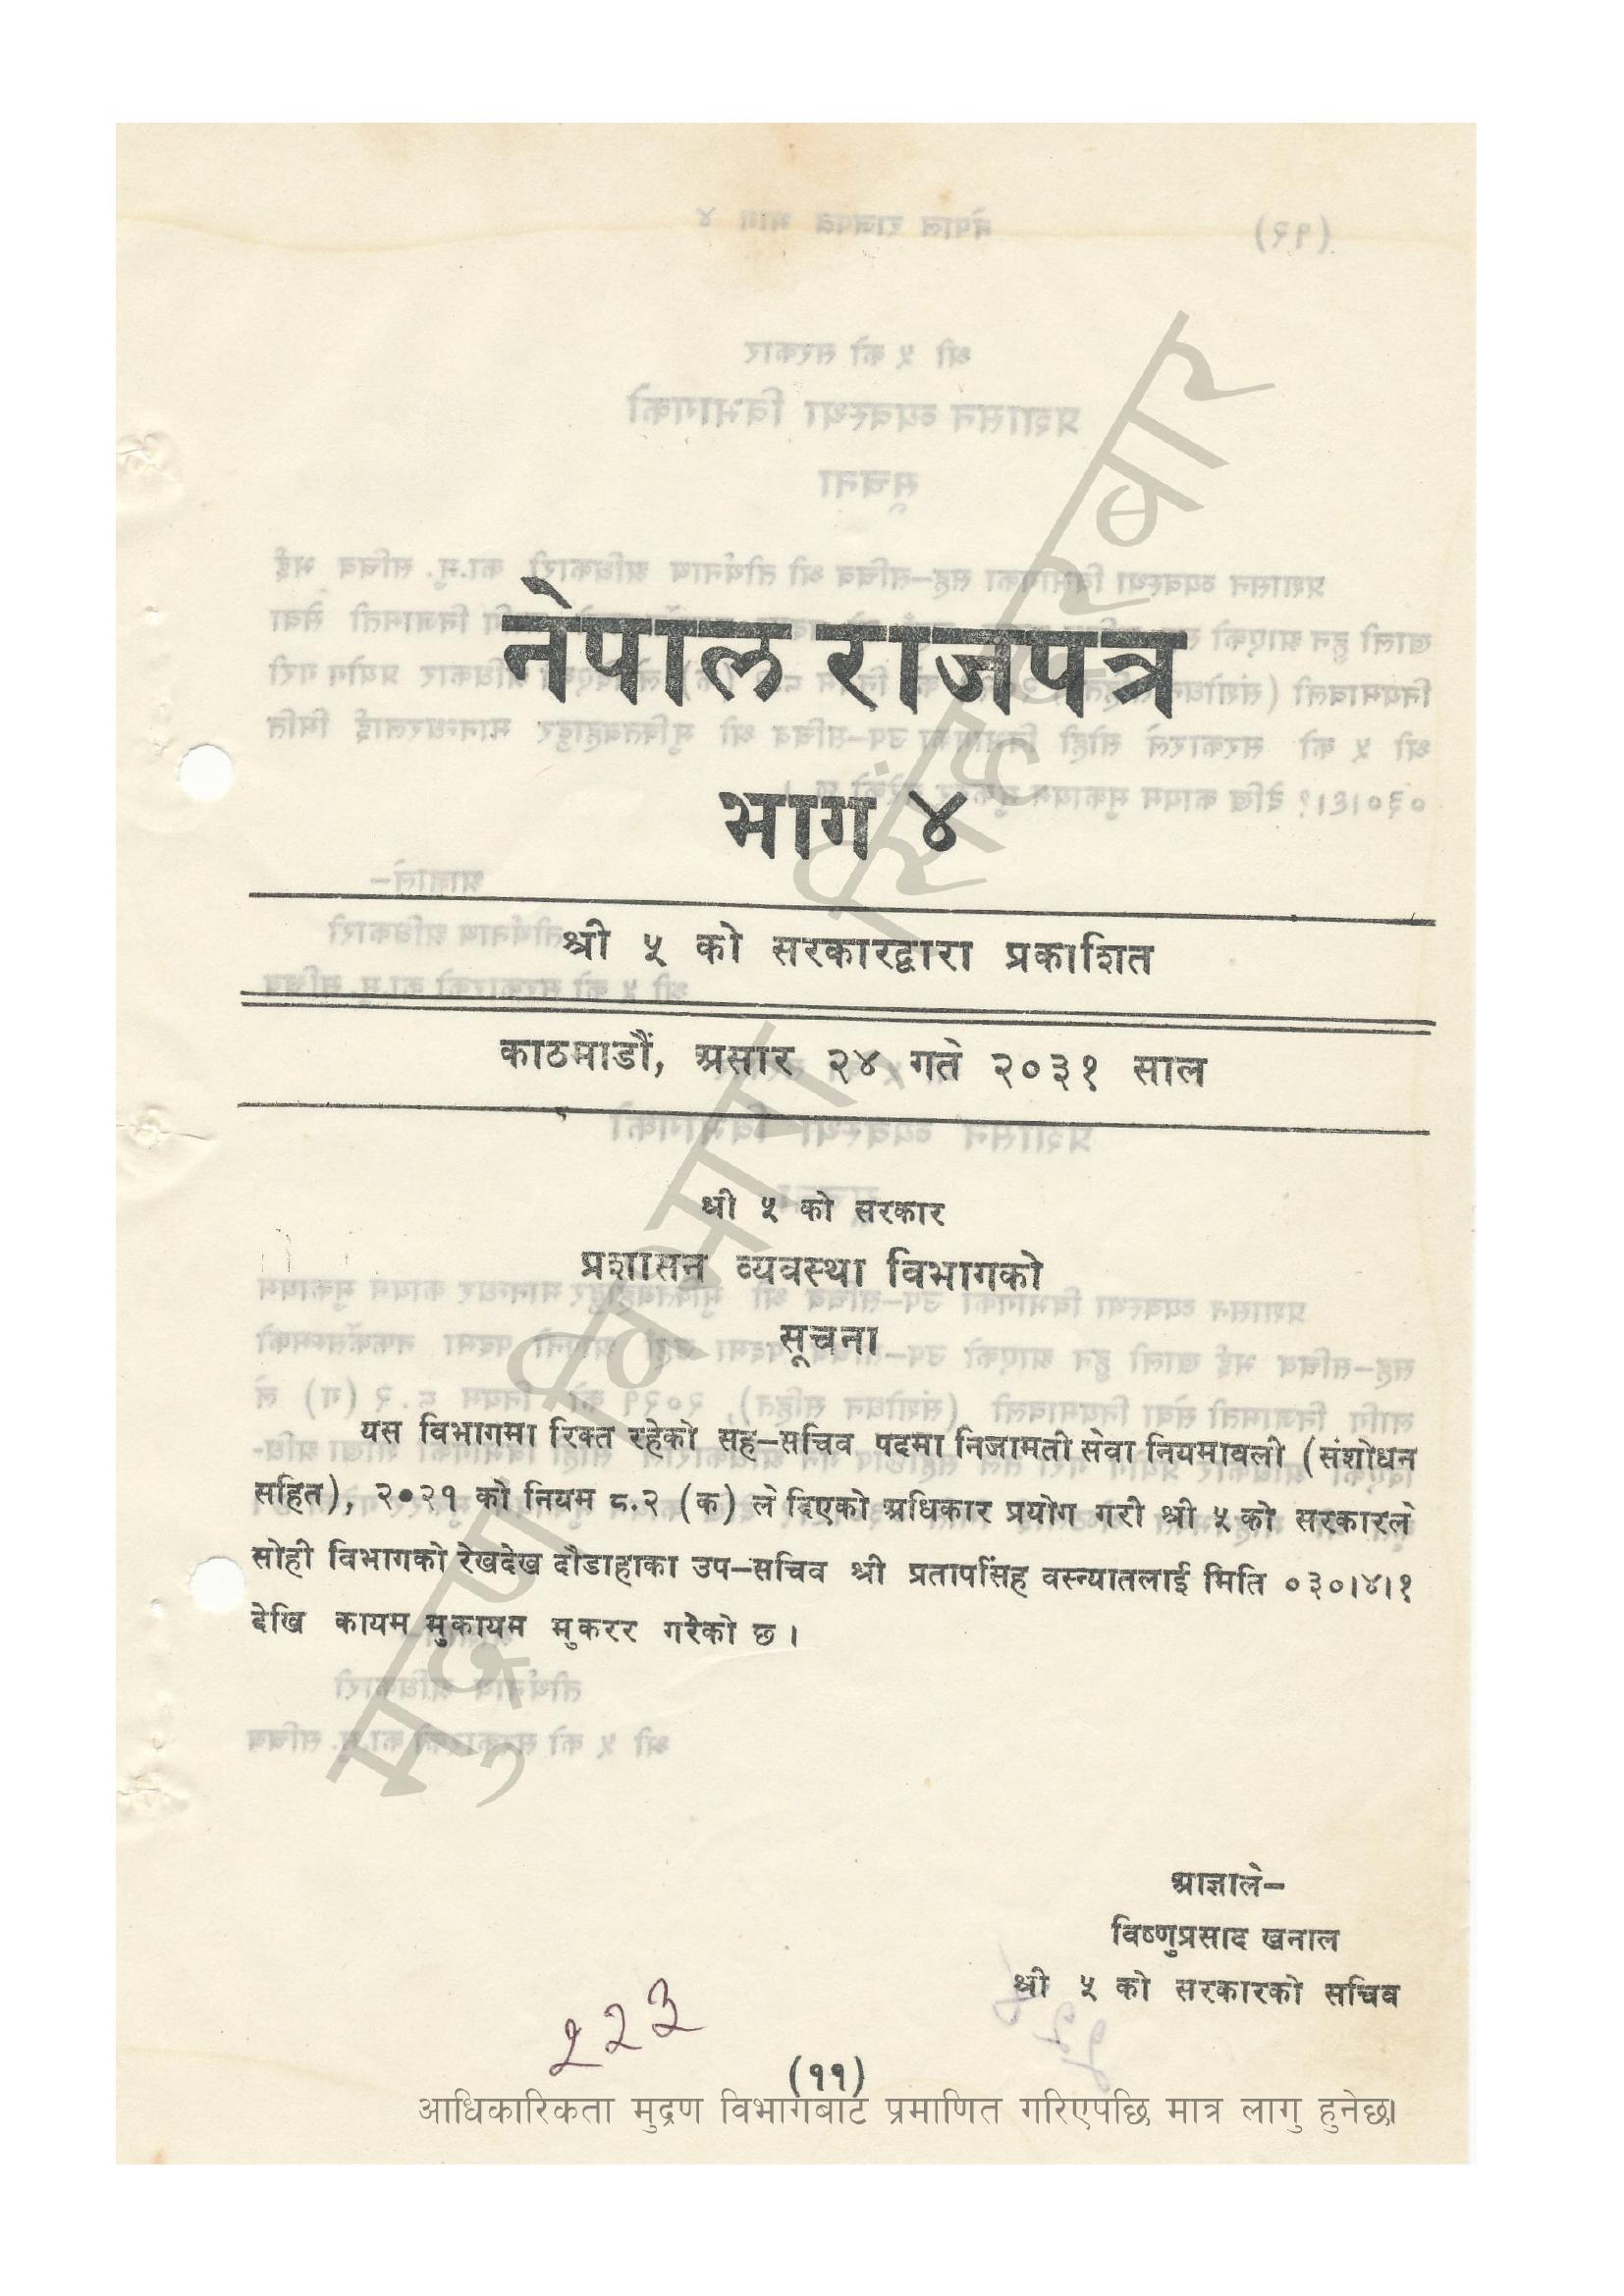 नेपाल राजपत्र
भाग ४
श्री ५ को सरकारद्वारा प्रकाशित
काठमाडौं, असार २४ गते २०३१ साल
श्री ५ को सरकार
प्रशासन व्यवस्था विभागको
सूचना
यस विभागमा रिक्त रहेको सह–सचिव पदमा निजामती सेवा नियमावली (संशोधन
सहित), २०२१ को नियम ८.२ (क) ले दिएको अधिकार प्रयोग गरी श्री ५ को सरकारले
सोही विभागको रेखदेख दौडाहाका उप–सचिव श्री प्रतापसिंह वस्न्यातलाई मिति ०३०।४।१
देखि कायम मुकायम मुकरर गरेको छ ।
आज्ञाले–
विष्णुप्रसाद खनाल
श्री ५ को सरकारको सचिव
223
(११)
आधिकारिकता मुद्रण विभागबाट प्रमाणित गरिएपछि मात्र लागु हुनेछ।
मुद्रण विभाग, सिंहदरबार